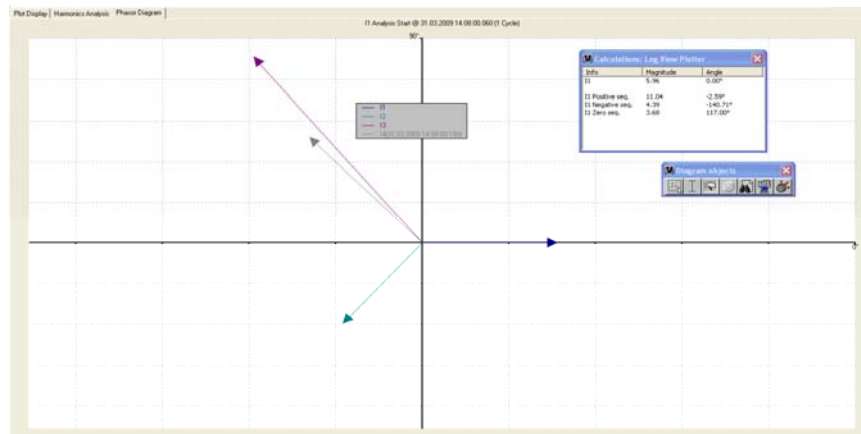 Plot Display Harmonics Analysis Phasor Diagram
I1 Analysis Start @ 31.03.2009 14:08:00.060 (1 Cycle)
90°
Calculations: Log View Plotter
Info Magnitude Angle
I1 5.96 0.00°
I1 Positive seq. 11.04 -2.59°
I1 Negative seq. 4.39 -140.71°
I1 Zero seq. 3.60 117.00°
I1
I2
I3
Diagram objects
0°